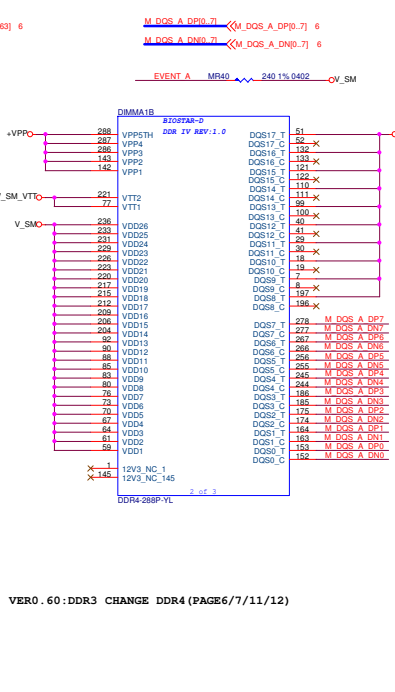 63] 6
M_DQS_A_DP[0..7] M_DQS_A_DP[0..7] 6
M_DQS_A_DN[0..7] M_DQS_A_DN[0..7] 6
EVENT_A MR40 240 1% 0402 V_SM
DIMMA1B
BIOSTAR-D
DDR IV REV:1.0
+VPP 288 VPP5TH DQS17_T 51
287 VPP4 DQS17_C 52
286 VPP3 DQS16_T 132
143 VPP2 DQS16_C 133
142 VPP1 DQS15_T 121
DQS15_C 122
DQS14_T 110
V_SM_VTT 221 VTT2 DQS14_C 111
77 VTT1 DQS13_T 99
DQS13_C 100
V_SM 236 VDD26 DQS12_T 40
233 VDD25 DQS12_C 41
231 VDD24 DQS11_T 29
229 VDD23 DQS11_C 30
226 VDD22 DQS10_T 18
223 VDD21 DQS10_C 19
220 VDD20 DQS9_T 7
217 VDD19 DQS9_C 8
215 VDD18 DQS8_T 197
212 VDD17 DQS8_C 196
209 VDD16
206 VDD15 DQS7_T 278 M_DQS_A_DP7
204 VDD14 DQS7_C 277 M_DQS_A_DN7
92 VDD13 DQS6_T 267 M_DQS_A_DP6
90 VDD12 DQS6_C 266 M_DQS_A_DN6
88 VDD11 DQS5_T 256 M_DQS_A_DP5
85 VDD10 DQS5_C 255 M_DQS_A_DN5
83 VDD9 DQS4_T 245 M_DQS_A_DP4
80 VDD8 DQS4_C 244 M_DQS_A_DN4
76 VDD7 DQS3_T 186 M_DQS_A_DP3
73 VDD6 DQS3_C 185 M_DQS_A_DN3
70 VDD5 DQS2_T 175 M_DQS_A_DP2
67 VDD4 DQS2_C 174 M_DQS_A_DN2
64 VDD3 DQS1_T 164 M_DQS_A_DP1
61 VDD2 DQS1_C 163 M_DQS_A_DN1
59 VDD1 DQS0_T 153 M_DQS_A_DP0
DQS0_C 152 M_DQS_A_DN0
1 12V3_NC_1
145 12V3_NC_145
2 of 3
DDR4-288P-YL
VER0.60:DDR3 CHANGE DDR4(PAGE6/7/11/12)